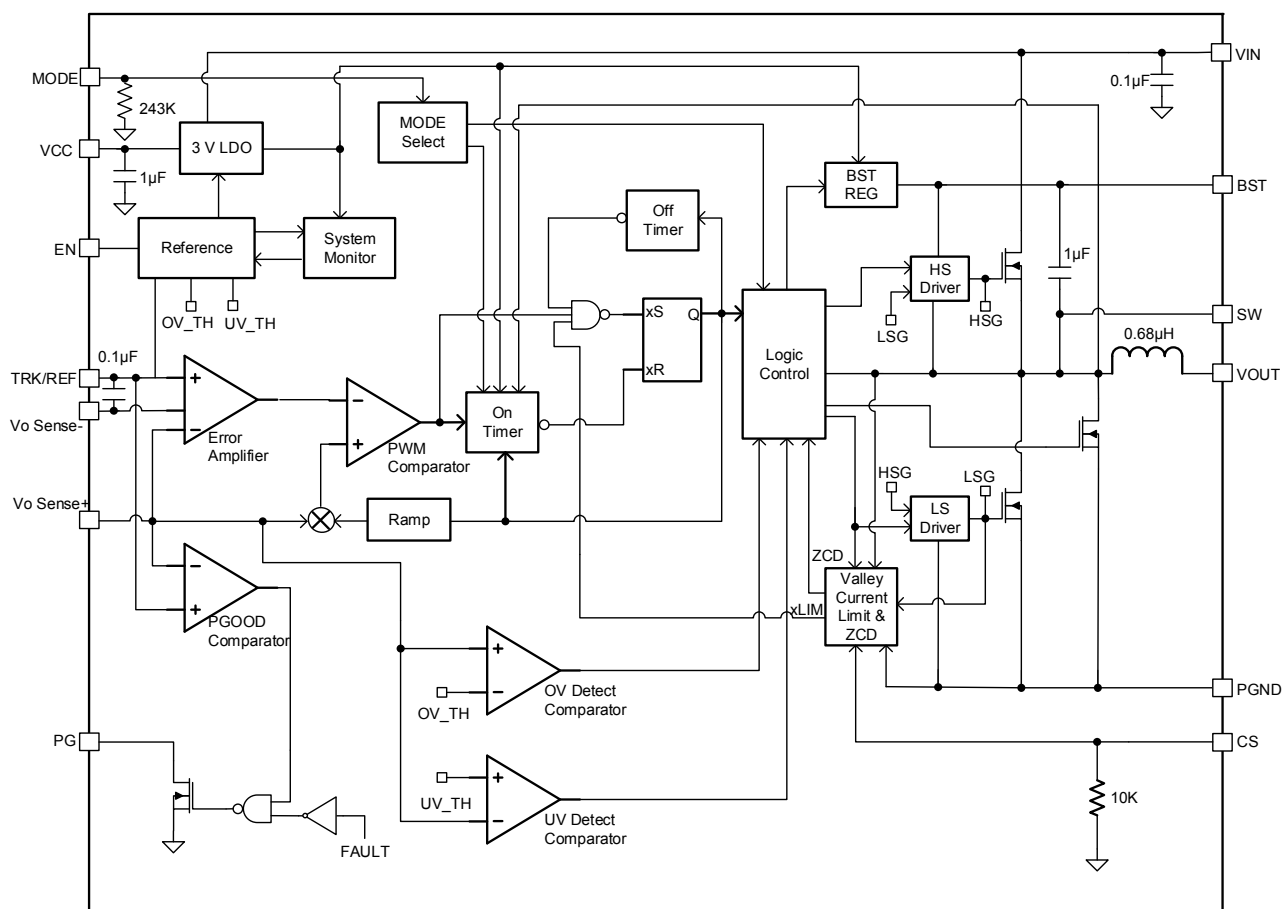 MODE
243K
VCC
1µF
3 V LDO
MODE
Select
VIN
0.1µF
BST
REG
BST
EN
Reference
System
Monitor
Off
Timer
OV_TH
UV_TH
xS
Q
xR
HS
Driver
LSG
HSG
1µF
SW
0.68µH
VOUT
Logic
Control
0.1µF
TRK/REF
Vo Sense-
Error
Amplifier
PWM
Comparator
On
Timer
Vo Sense+
Ramp
HSG
LSG
LS
Driver
ZCD
Valley
Current
Limit &
ZCD
xLIM
PGOOD
Comparator
OV_TH
OV Detect
Comparator
PGND
CS
PG
UV_TH
UV Detect
Comparator
10K
FAULT